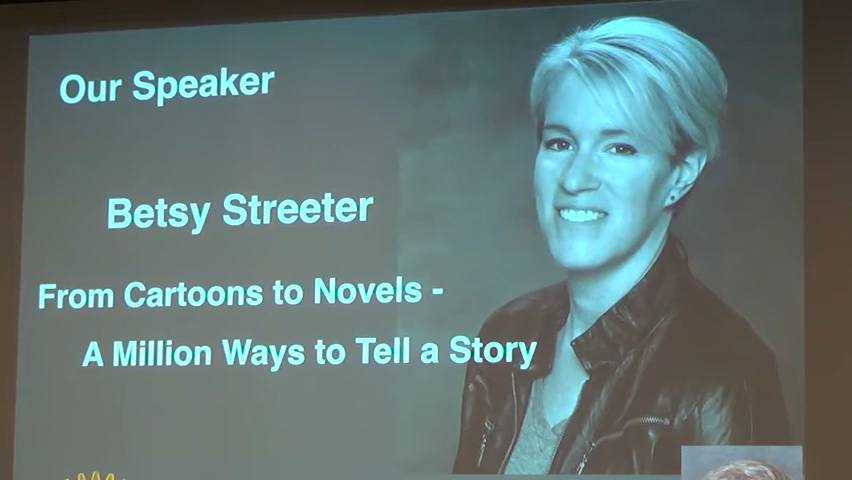 Our Speaker
Betsy Streeter
From Cartoons to Novels -
A Million Ways to Tell a Story